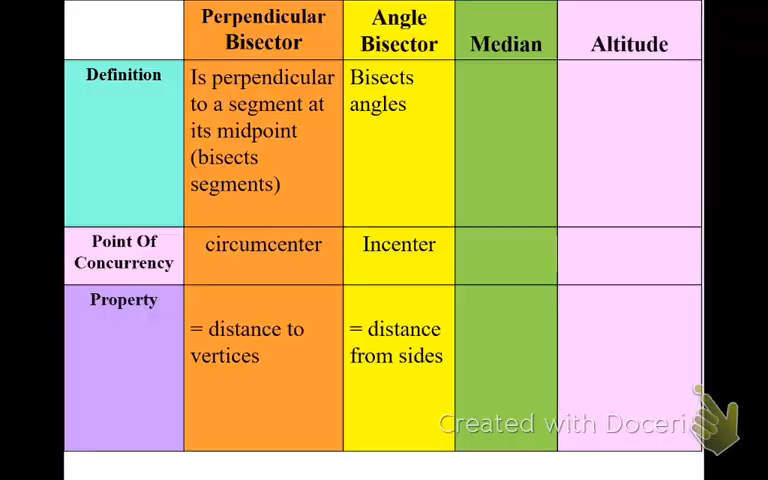 Perpendicular
Bisector
Angle
Bisector
Median
Altitude
Definition
Is perpendicular
to a segment at
its midpoint
(bisects
segments)
Bisects
angles
Point Of
Concurrency
circumcenter
Incenter
Property
= distance to
vertices
= distance
from sides
Created with Doceri